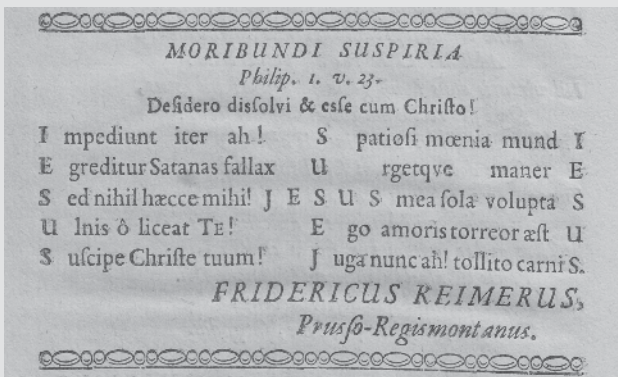 MORIBUNDI SUSPIRIA
Philip. 1. v. 23.
Deſidero disſolvi & esſe cum Chriſto!
I mpediunt iter ah! S patioſi mœnia mund I
E greditur Satanas fallax U rgetqve maner E
S ed nihil hæcce mihi! J E S U S mea ſola volupta S
U lnis ô liceat TE! E go amoris torreor æſt U
S uſcipe Chriſte tuum! J uga nunc ah! tollito carni S.
FRIDERICUS REIMERUS,
Prusſo-Regismontanus.